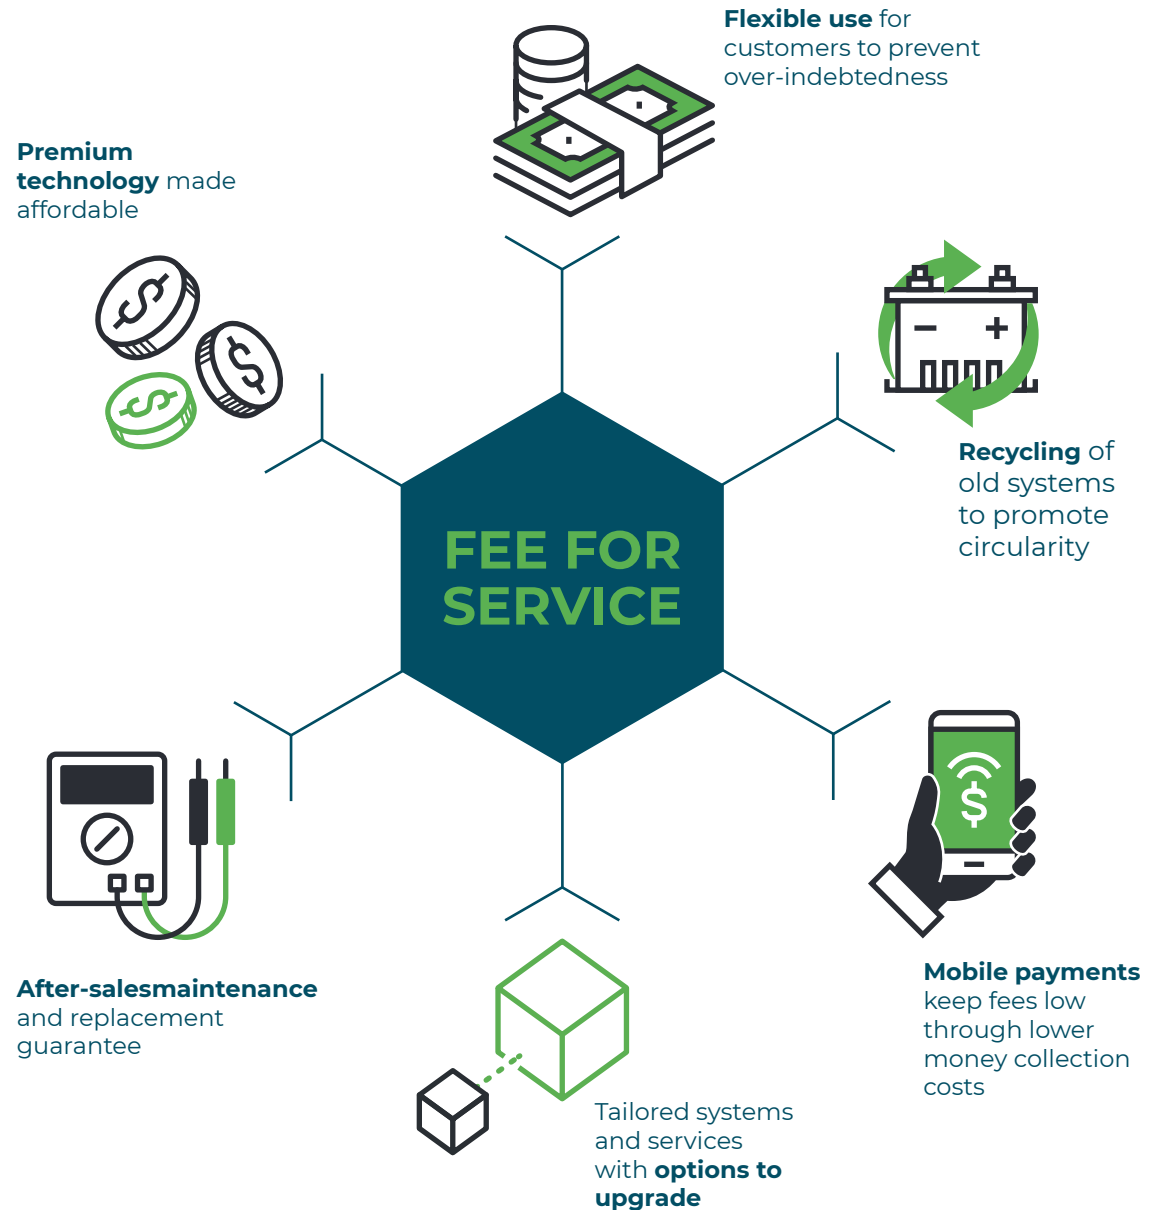 Flexible use for
customers to prevent
over-indebtedness
Premium
technology made
affordable
Recycling of
old systems
to promote
circularity
FEE FOR
SERVICE
Mobile payments
keep fees low
through lower
money collection
costs
After-salesmaintenance
and replacement
guarantee
Tailored systems
and services
with options to
upgrade